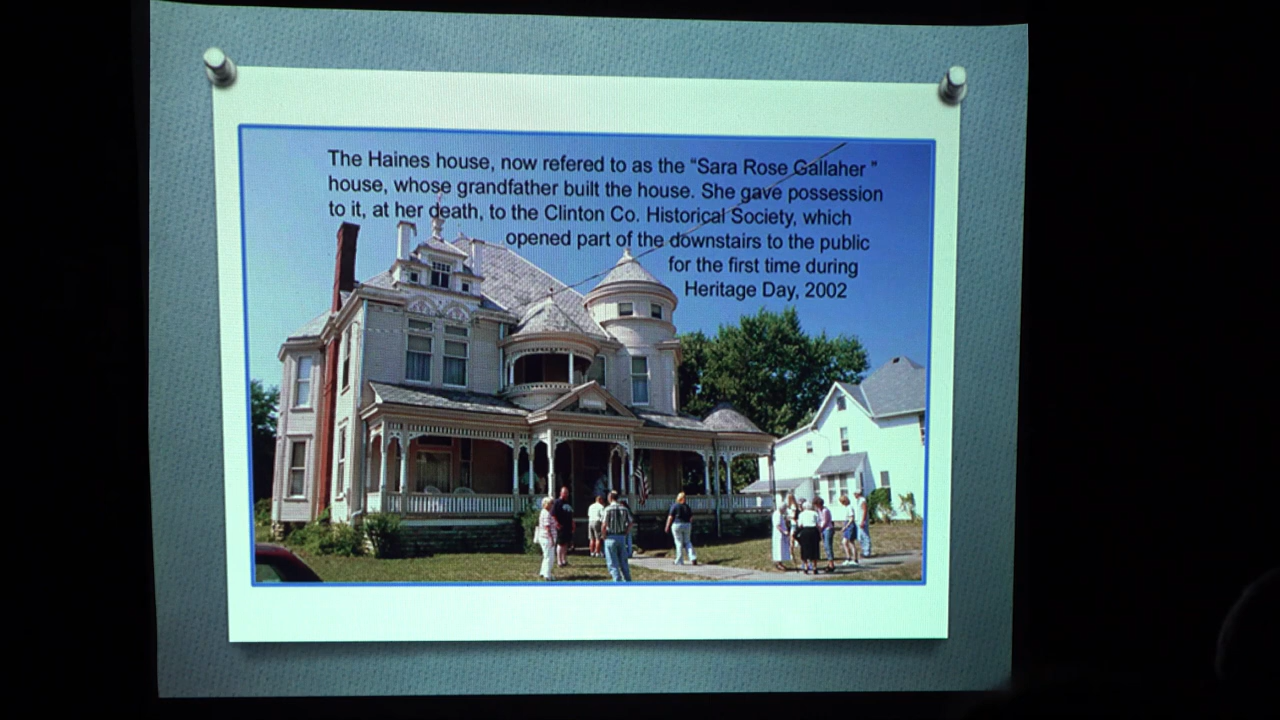 The Haines house, now refered to as the “Sara Rose Gallaher ”
house, whose grandfather built the house. She gave possession
to it, at her death, to the Clinton Co. Historical Society, which
opened part of the downstairs to the public
for the first time during
Heritage Day, 2002